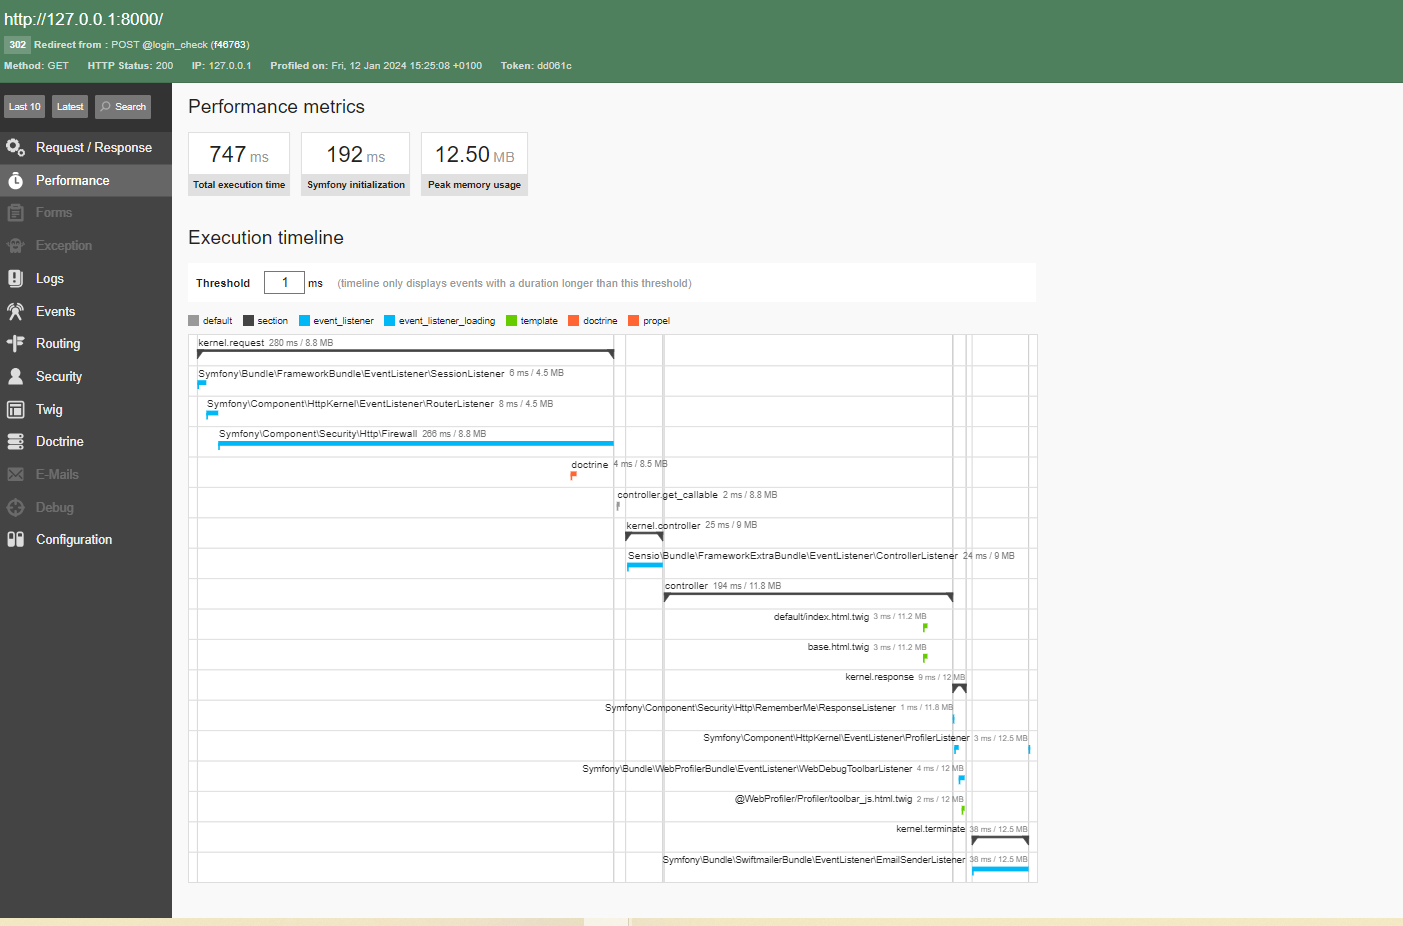 http://127.0.0.1:8000/
302 Redirect from : POST @login_check (f46763)
Method: GET HTTP Status: 200 IP: 127.0.0.1 Profiled on: Fri, 12 Jan 2024 15:25:08 +0100 Token: dd061c
Last 10 Latest Search
Request / Response
Performance
Forms
Exception
Logs
Events
Routing
Security
Twig
Doctrine
E-Mails
Debug
Configuration
Performance metrics
747 ms
Total execution time
192 ms
Symfony initialization
12.50 MB
Peak memory usage
Execution timeline
Threshold 1 ms (timeline only displays events with a duration longer than this threshold)
default section event_listener event_listener_loading template doctrine propel
kernel.request 280 ms / 8.8 MB
Symfony\Bundle\FrameworkBundle\EventListener\SessionListener 6 ms / 4.5 MB
Symfony\Component\HttpKernel\EventListener\RouterListener 8 ms / 4.5 MB
Symfony\Component\Security\Http\Firewall 266 ms / 8.8 MB
doctrine 4 ms / 8.5 MB
controller.get_callable 2 ms / 8.8 MB
kernel.controller 25 ms / 9 MB
Sensio\Bundle\FrameworkExtraBundle\EventListener\ControllerListener 24 ms / 9 MB
controller 194 ms / 11.8 MB
default/index.html.twig 3 ms / 11.2 MB
base.html.twig 3 ms / 11.2 MB
kernel.response 9 ms / 12 MB
Symfony\Component\Security\Http\RememberMe\ResponseListener 1 ms / 11.8 MB
Symfony\Component\HttpKernel\EventListener\ProfilerListener 3 ms / 12.5 MB
Symfony\Bundle\WebProfilerBundle\EventListener\WebDebugToolbarListener 4 ms / 12 MB
@WebProfiler/Profiler/toolbar_js.html.twig 2 ms / 12 MB
kernel.terminate 38 ms / 12.5 MB
Symfony\Bundle\SwiftmailerBundle\EventListener\EmailSenderListener 38 ms / 12.5 MB